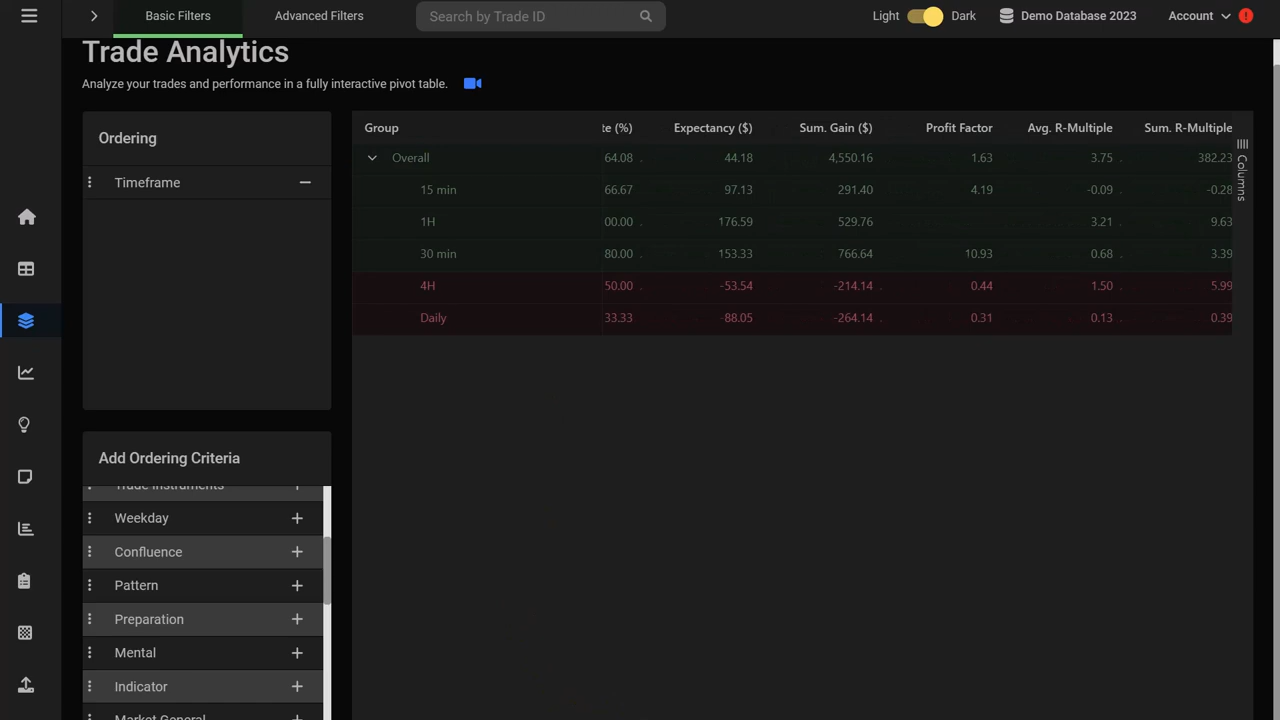 Basic Filters
Advanced Filters
Search by Trade ID
Light
Dark
Demo Database 2023
Account
Trade Analytics
Analyze your trades and performance in a fully interactive pivot table.
Ordering
Timeframe
Group te (%) Expectancy ($) Sum. Gain ($) Profit Factor Avg. R-Multiple Sum. R-Multiple
Overall 64.08 44.18 4,550.16 1.63 3.75 382.23
15 min 66.67 97.13 291.40 4.19 -0.09 -0.28
1H 00.00 176.59 529.76 3.21 9.63
30 min 80.00 153.33 766.64 10.93 0.68 3.39
4H 50.00 -53.54 -214.14 0.44 1.50 5.99
Daily 33.33 -88.05 -264.14 0.31 0.13 0.39
Columns
Add Ordering Criteria
Trade Instruments
Weekday
Confluence
Pattern
Preparation
Mental
Indicator
Market General